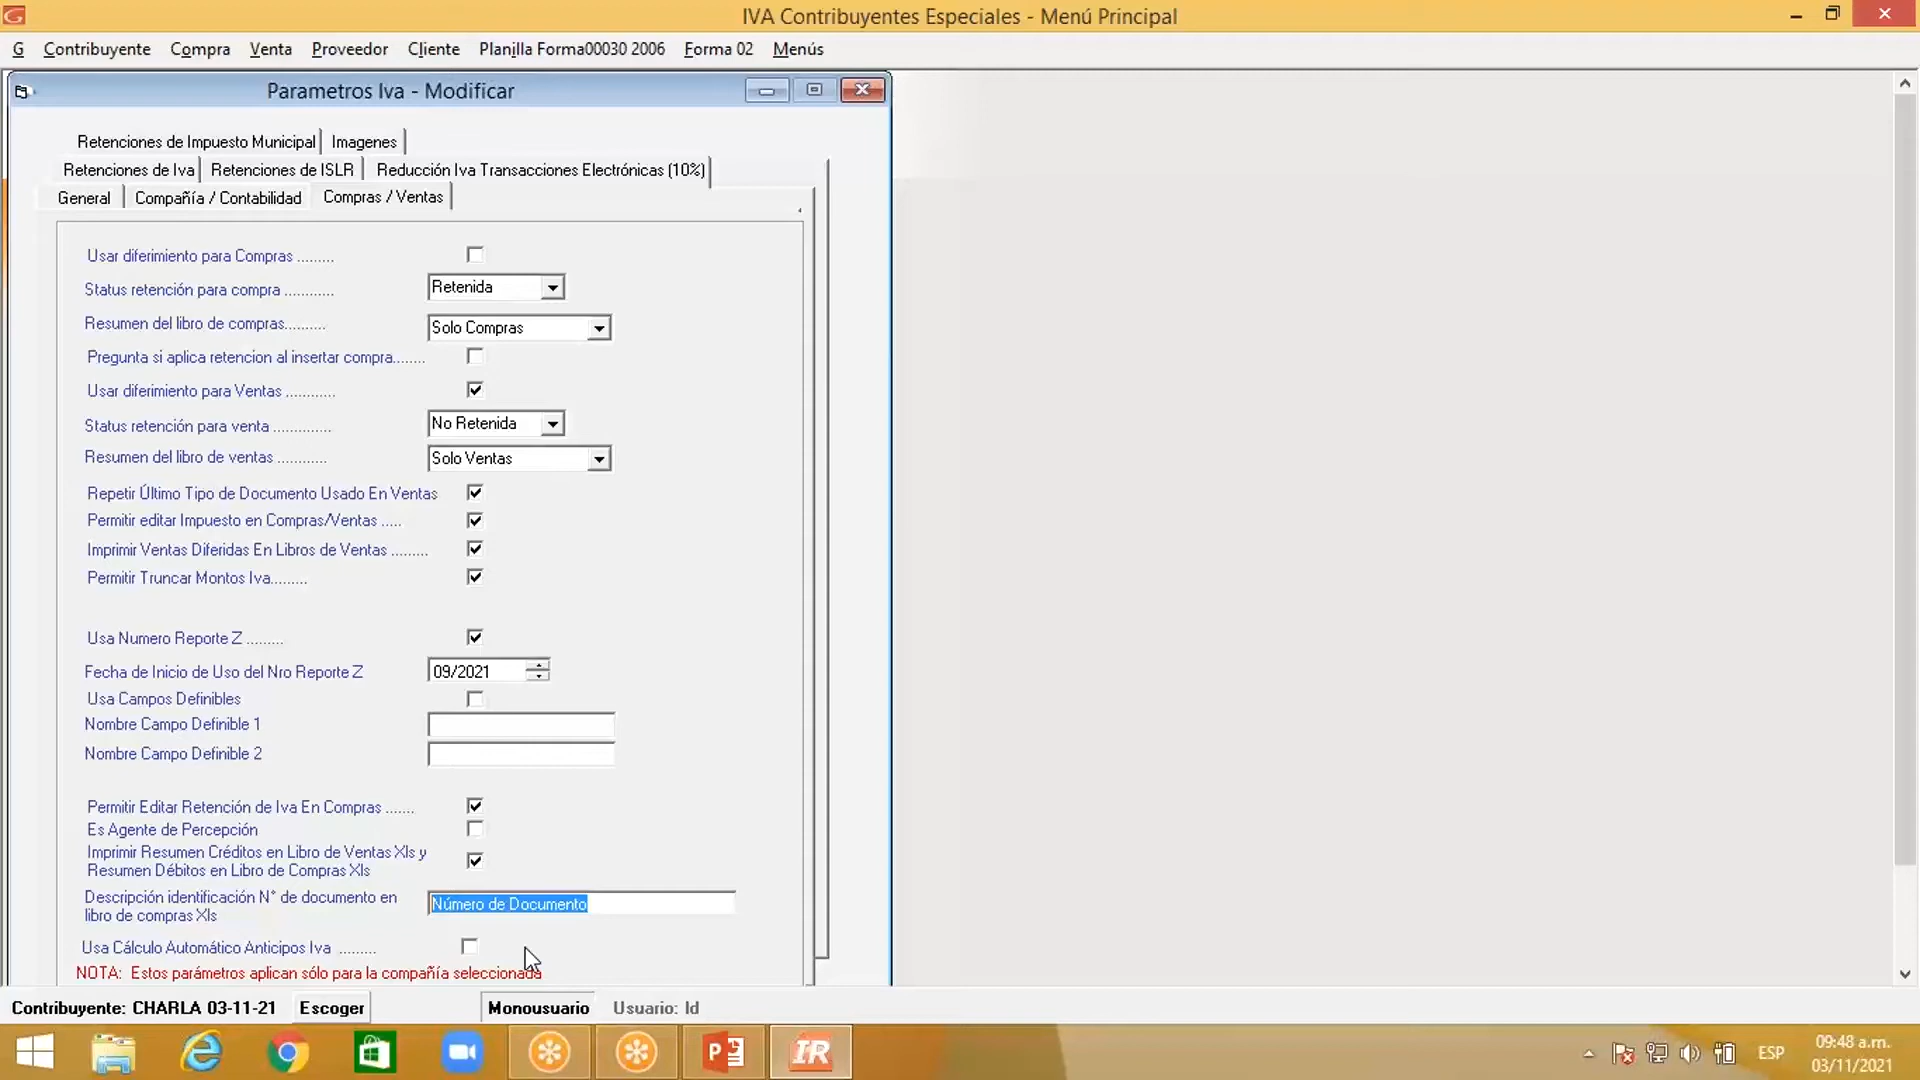 IVA Contribuyentes Especiales - Menú Principal
G Contribuyente Compra Venta Proveedor Cliente Planilla Forma00030 2006 Forma 02 Menús
Parametros Iva - Modificar
Retenciones de Impuesto Municipal Imagenes
Retenciones de Iva Retenciones de ISLR Reducción Iva Transacciones Electrónicas (10%)
General Compañía / Contabilidad Compras / Ventas
Usar diferimiento para Compras .........
Status retención para compra ............ Retenida
Resumen del libro de compras.......... Solo Compras
Pregunta si aplica retencion al insertar compra........
Usar diferimiento para Ventas ............
Status retención para venta .............. No Retenida
Resumen del libro de ventas ............ Solo Ventas
Repetir Último Tipo de Documento Usado En Ventas
Permitir editar Impuesto en Compras/Ventas .....
Imprimir Ventas Diferidas En Libros de Ventas .........
Permitir Truncar Montos Iva.........
Usa Numero Reporte Z .........
Fecha de Inicio de Uso del Nro Reporte Z 09/2021
Usa Campos Definibles
Nombre Campo Definible 1
Nombre Campo Definible 2
Permitir Editar Retención de Iva En Compras .......
Es Agente de Percepción
Imprimir Resumen Créditos en Libro de Ventas Xls y
Resumen Débitos en Libro de Compras Xls
Descripción identificación N° de documento en
libro de compras Xls
Número de Documento
Usa Cálculo Automático Anticipos Iva .........
NOTA: Estos parámetros aplican sólo para la compañía seleccionada
Contribuyente: CHARLA 03-11-21 Escoger Monousuario Usuario: Id
ESP
09:48 a.m.
03/11/2021